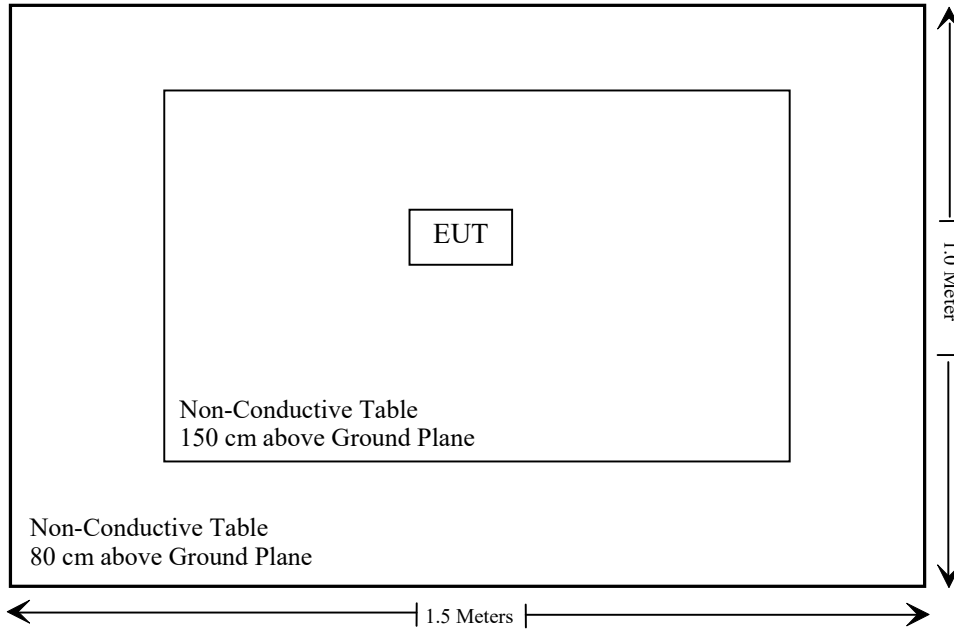 EUT
Non-Conductive Table
150 cm above Ground Plane
Non-Conductive Table
80 cm above Ground Plane
1.0 Meter
1.5 Meters